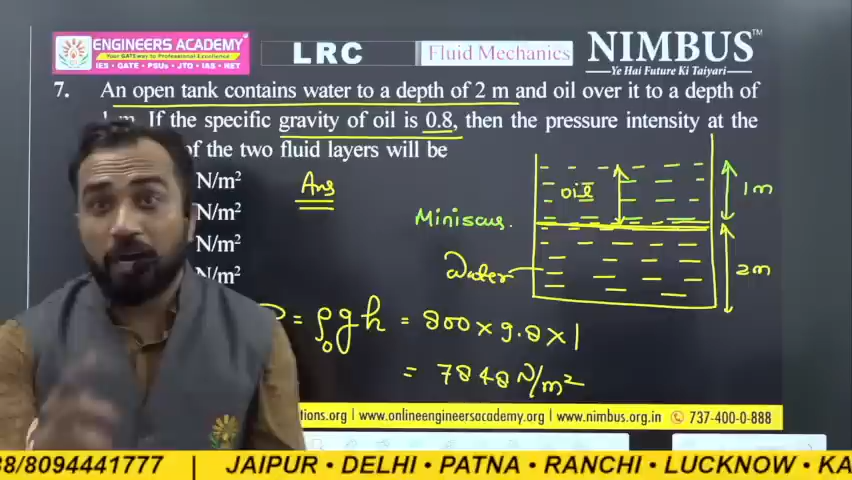 ENGINEERS ACADEMY
Your GATEway to Professional Excellence
IES • GATE • PSUs • JTO • IAS • NET
LRC
Fluid Mechanics
NIMBUS™
Ye Hai Future Ki Taiyari
7. An open tank contains water to a depth of 2 m and oil over it to a depth of
m. If the specific gravity of oil is 0.8, then the pressure intensity at the
of the two fluid layers will be
N/m²
N/m²
N/m²
N/m²
Ans
oil
1m
Miniscus.
Water
2m
= ρ₀gh = 800 × 9.8 × 1
= 7848 N/m²
tions.org | www.onlineengineersacademy.org | www.nimbus.org.in 737-400-0-888
/8094441777 | JAIPUR • DELHI • PATNA • RANCHI • LUCKNOW • KA